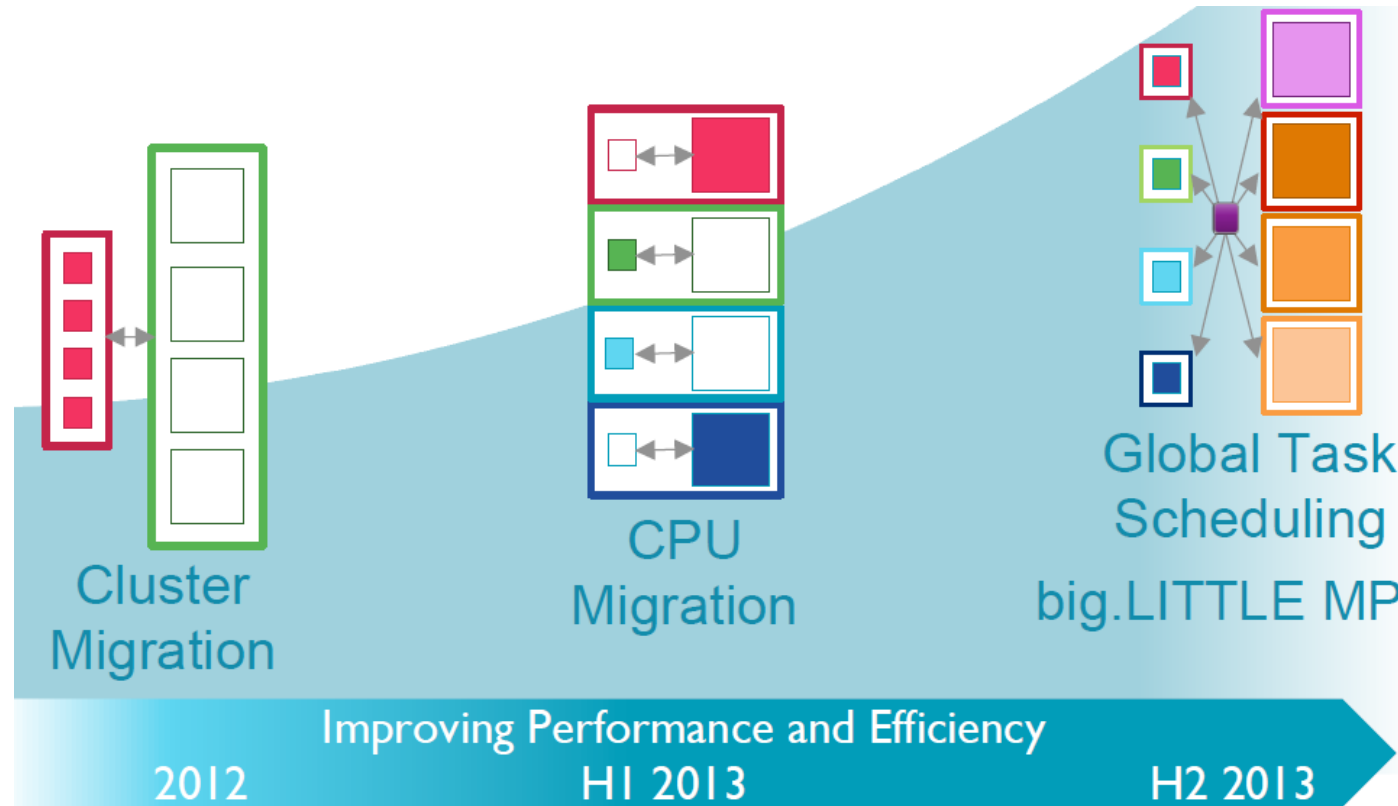 Cluster
Migration
CPU
Migration
Global Task
Scheduling
big.LITTLE MP
Improving Performance and Efficiency
2012
H1 2013
H2 2013